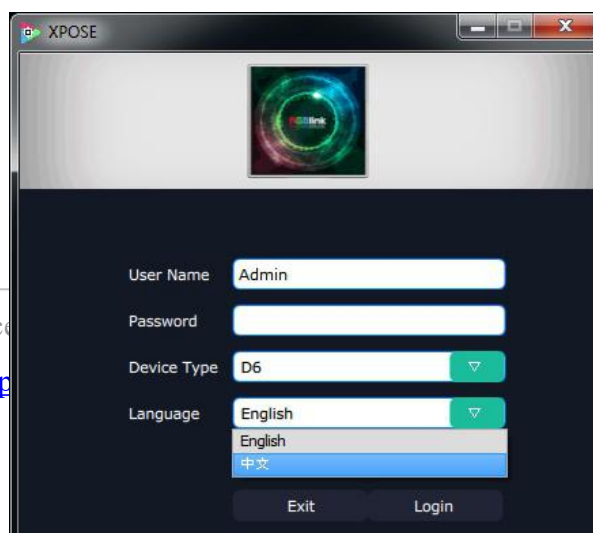 XPOSE
RGBlink
User Name
Admin
Password
Device Type
D6
Language
English
English
中文
Exit
Login